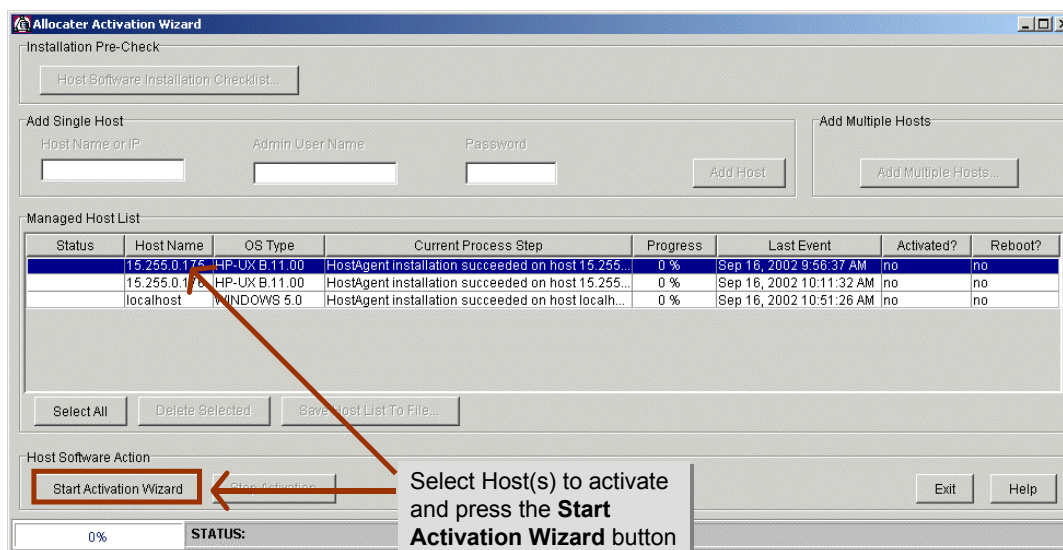 Allocater Activation Wizard
Installation Pre-Check
Host Software Installation Checklist...
Add Single Host
Add Multiple Hosts
Host Name or IP
Admin User Name
Password
Add Host
Add Multiple Hosts...
Managed Host List
Status Host Name OS Type Current Process Step Progress Last Event Activated? Reboot?
15.255.0.175 HP-UX B.11.00 HostAgent installation succeeded on host 15.255... 0 % Sep 16, 2002 9:56:37 AM no no
15.255.0.176 HP-UX B.11.00 HostAgent installation succeeded on host 15.255... 0 % Sep 16, 2002 10:11:32 AM no no
localhost WINDOWS 5.0 HostAgent installation succeeded on host localh... 0 % Sep 16, 2002 10:51:26 AM no no
Select All
Delete Selected
Save Host List To File...
Host Software Action
Start Activation Wizard
Stop Activation
Exit
Help
Select Host(s) to activate
and press the Start
Activation Wizard button
0%
STATUS: